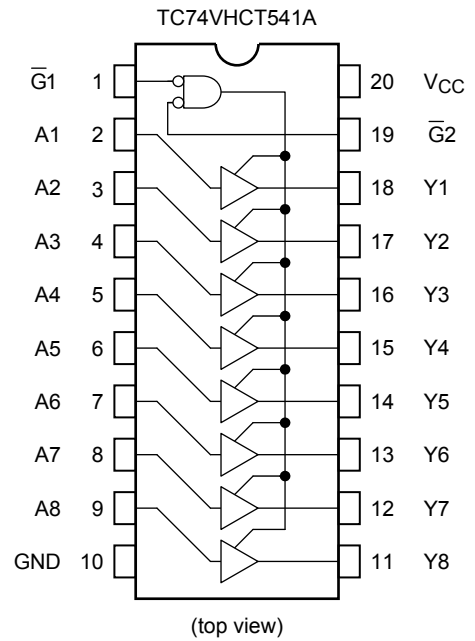 TC74VHCT541A
G̅1 1 20 VCC
A1 2 19 G̅2
A2 3 18 Y1
A3 4 17 Y2
A4 5 16 Y3
A5 6 15 Y4
A6 7 14 Y5
A7 8 13 Y6
A8 9 12 Y7
GND 10 11 Y8
(top view)